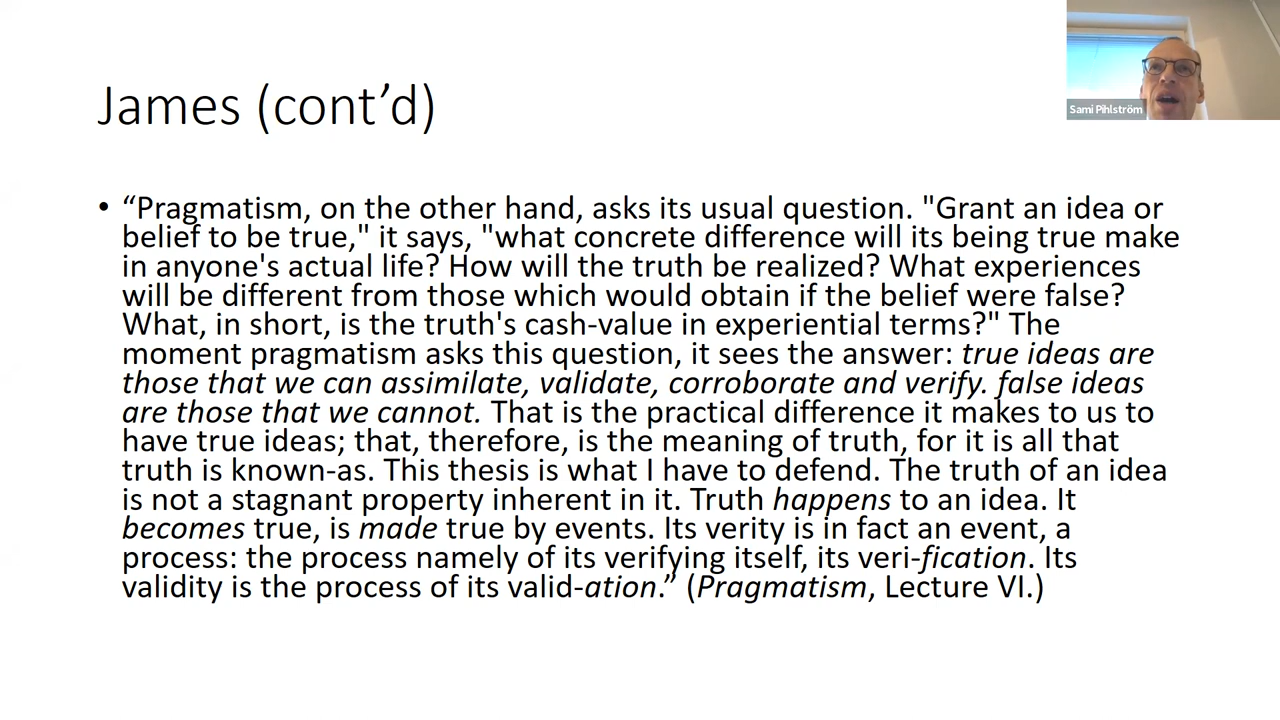 James (cont’d)
Sami Pihlström
• “Pragmatism, on the other hand, asks its usual question. "Grant an idea or
belief to be true," it says, "what concrete difference will its being true make
in anyone's actual life? How will the truth be realized? What experiences
will be different from those which would obtain if the belief were false?
What, in short, is the truth's cash-value in experiential terms?" The
moment pragmatism asks this question, it sees the answer: true ideas are
those that we can assimilate, validate, corroborate and verify. false ideas
are those that we cannot. That is the practical difference it makes to us to
have true ideas; that, therefore, is the meaning of truth, for it is all that
truth is known-as. This thesis is what I have to defend. The truth of an idea
is not a stagnant property inherent in it. Truth happens to an idea. It
becomes true, is made true by events. Its verity is in fact an event, a
process: the process namely of its verifying itself, its veri-fication. Its
validity is the process of its valid-ation.” (Pragmatism, Lecture VI.)